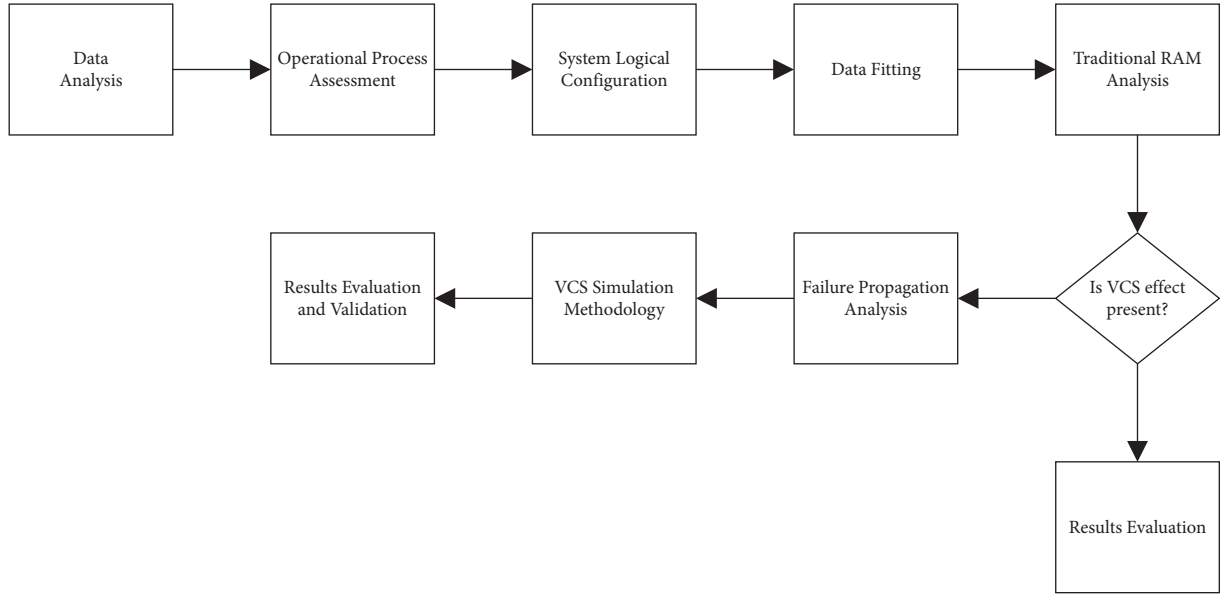 Data
Analysis
Operational Process
Assessment
System Logical
Configuration
Data Fitting
Traditional RAM
Analysis
Results Evaluation
and Validation
VCS Simulation
Methodology
Failure Propagation
Analysis
Is VCS effect
present?
Results Evaluation